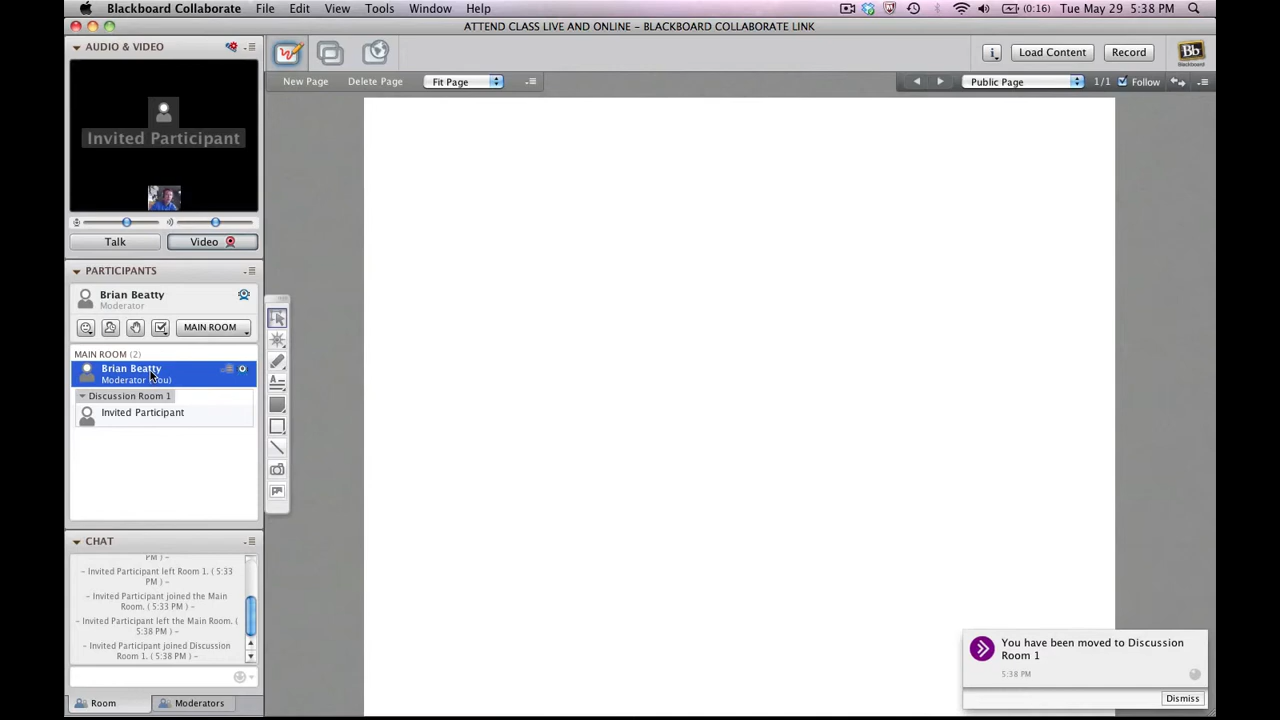 Blackboard Collaborate File Edit View Tools Window Help (0:16) Tue May 29 5:38 PM
ATTEND CLASS LIVE AND ONLINE – BLACKBOARD COLLABORATE LINK
AUDIO & VIDEO
Load Content Record Bb
Blackboard
New Page Delete Page Fit Page Public Page 1/1 Follow
Invited Participant
Talk Video
PARTICIPANTS
Brian Beatty
Moderator
MAIN ROOM
MAIN ROOM (2)
Brian Beatty
Moderator
Discussion Room 1
Invited Participant
CHAT
PM ) –
– Invited Participant left Room 1. ( 5:33
PM ) –
– Invited Participant joined the Main
Room. ( 5:33 PM ) –
– Invited Participant left the Main Room. (
5:38 PM ) –
– Invited Participant joined Discussion
Room 1. ( 5:38 PM ) –
Room Moderators
You have been moved to Discussion
Room 1
5:38 PM
Dismiss